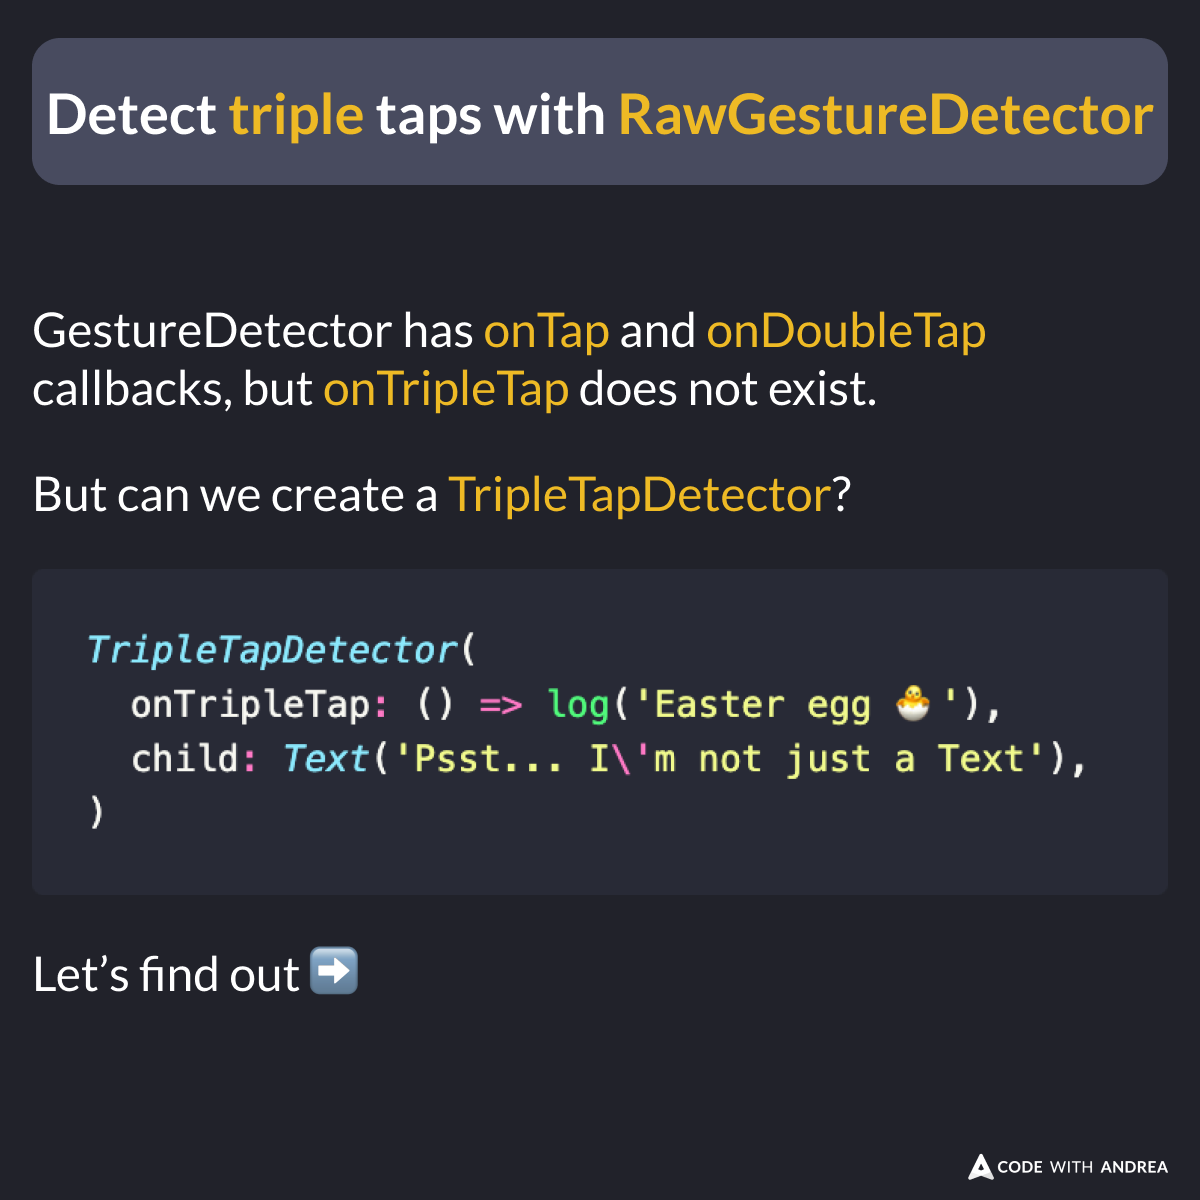 Detect triple taps with RawGestureDetector
GestureDetector has onTap and onDoubleTap
callbacks, but onTripleTap does not exist.
But can we create a TripleTapDetector?
TripleTapDetector(
  onTripleTap: () => log('Easter egg 🐣'),
  child: Text('Psst... I\'m not just a Text'),
)
Let’s find out ➡️
CODE WITH ANDREA